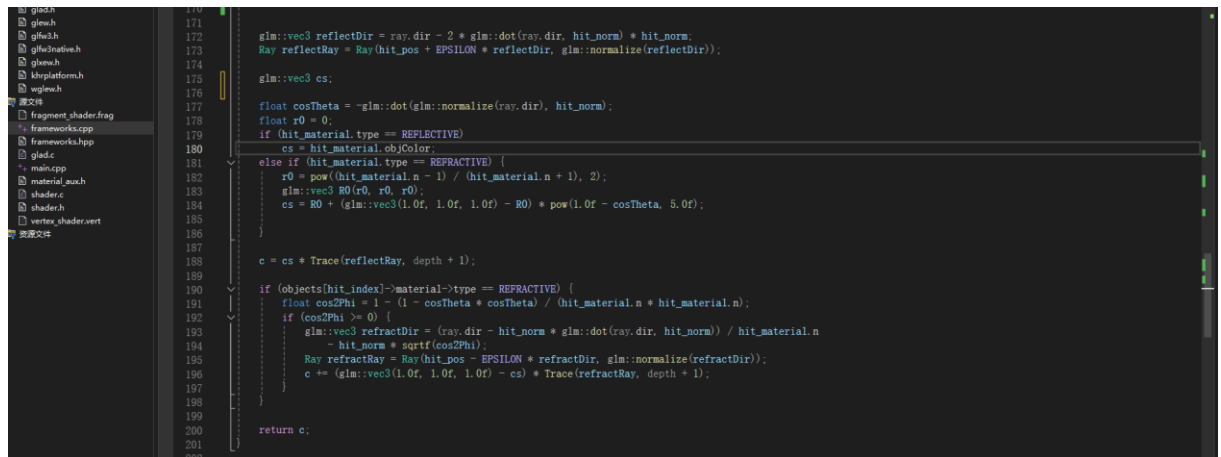 glad.h
glew.h
glfw3.h
glfw3native.h
glxew.h
khrplatform.h
wglew.h
源文件
fragment_shader.frag
frameworks.cpp
frameworks.hpp
glad.c
main.cpp
material_aux.h
shader.c
shader.h
vertex_shader.vert
资源文件
170
171
172 glm::vec3 reflectDir = ray.dir - 2 * glm::dot(ray.dir, hit_norm) * hit_norm;
173 Ray reflectRay = Ray(hit_pos + EPSILON * reflectDir, glm::normalize(reflectDir));
174
175 glm::vec3 cs;
176
177 float cosTheta = -glm::dot(glm::normalize(ray.dir), hit_norm);
178 float r0 = 0;
179 if (hit_material.type == REFLECTIVE)
180 cs = hit_material.objColor;
181 else if (hit_material.type == REFRACTIVE) {
182 r0 = pow((hit_material.n - 1) / (hit_material.n + 1), 2);
183 glm::vec3 R0(r0, r0, r0);
184 cs = R0 + (glm::vec3(1.0f, 1.0f, 1.0f) - R0) * pow(1.0f - cosTheta, 5.0f);
185
186 }
187
188 c = cs * Trace(reflectRay, depth + 1);
189
190 if (objects[hit_index]->material->type == REFRACTIVE) {
191 float cos2Phi = 1 - (1 - cosTheta * cosTheta) / (hit_material.n * hit_material.n);
192 if (cos2Phi >= 0) {
193 glm::vec3 refractDir = (ray.dir - hit_norm * glm::dot(ray.dir, hit_norm)) / hit_material.n
194 - hit_norm * sqrtf(cos2Phi);
195 Ray refractRay = Ray(hit_pos - EPSILON * refractDir, glm::normalize(refractDir));
196 c += (glm::vec3(1.0f, 1.0f, 1.0f) - cs) * Trace(refractRay, depth + 1);
197 }
198 }
199
200 return c;
201 }